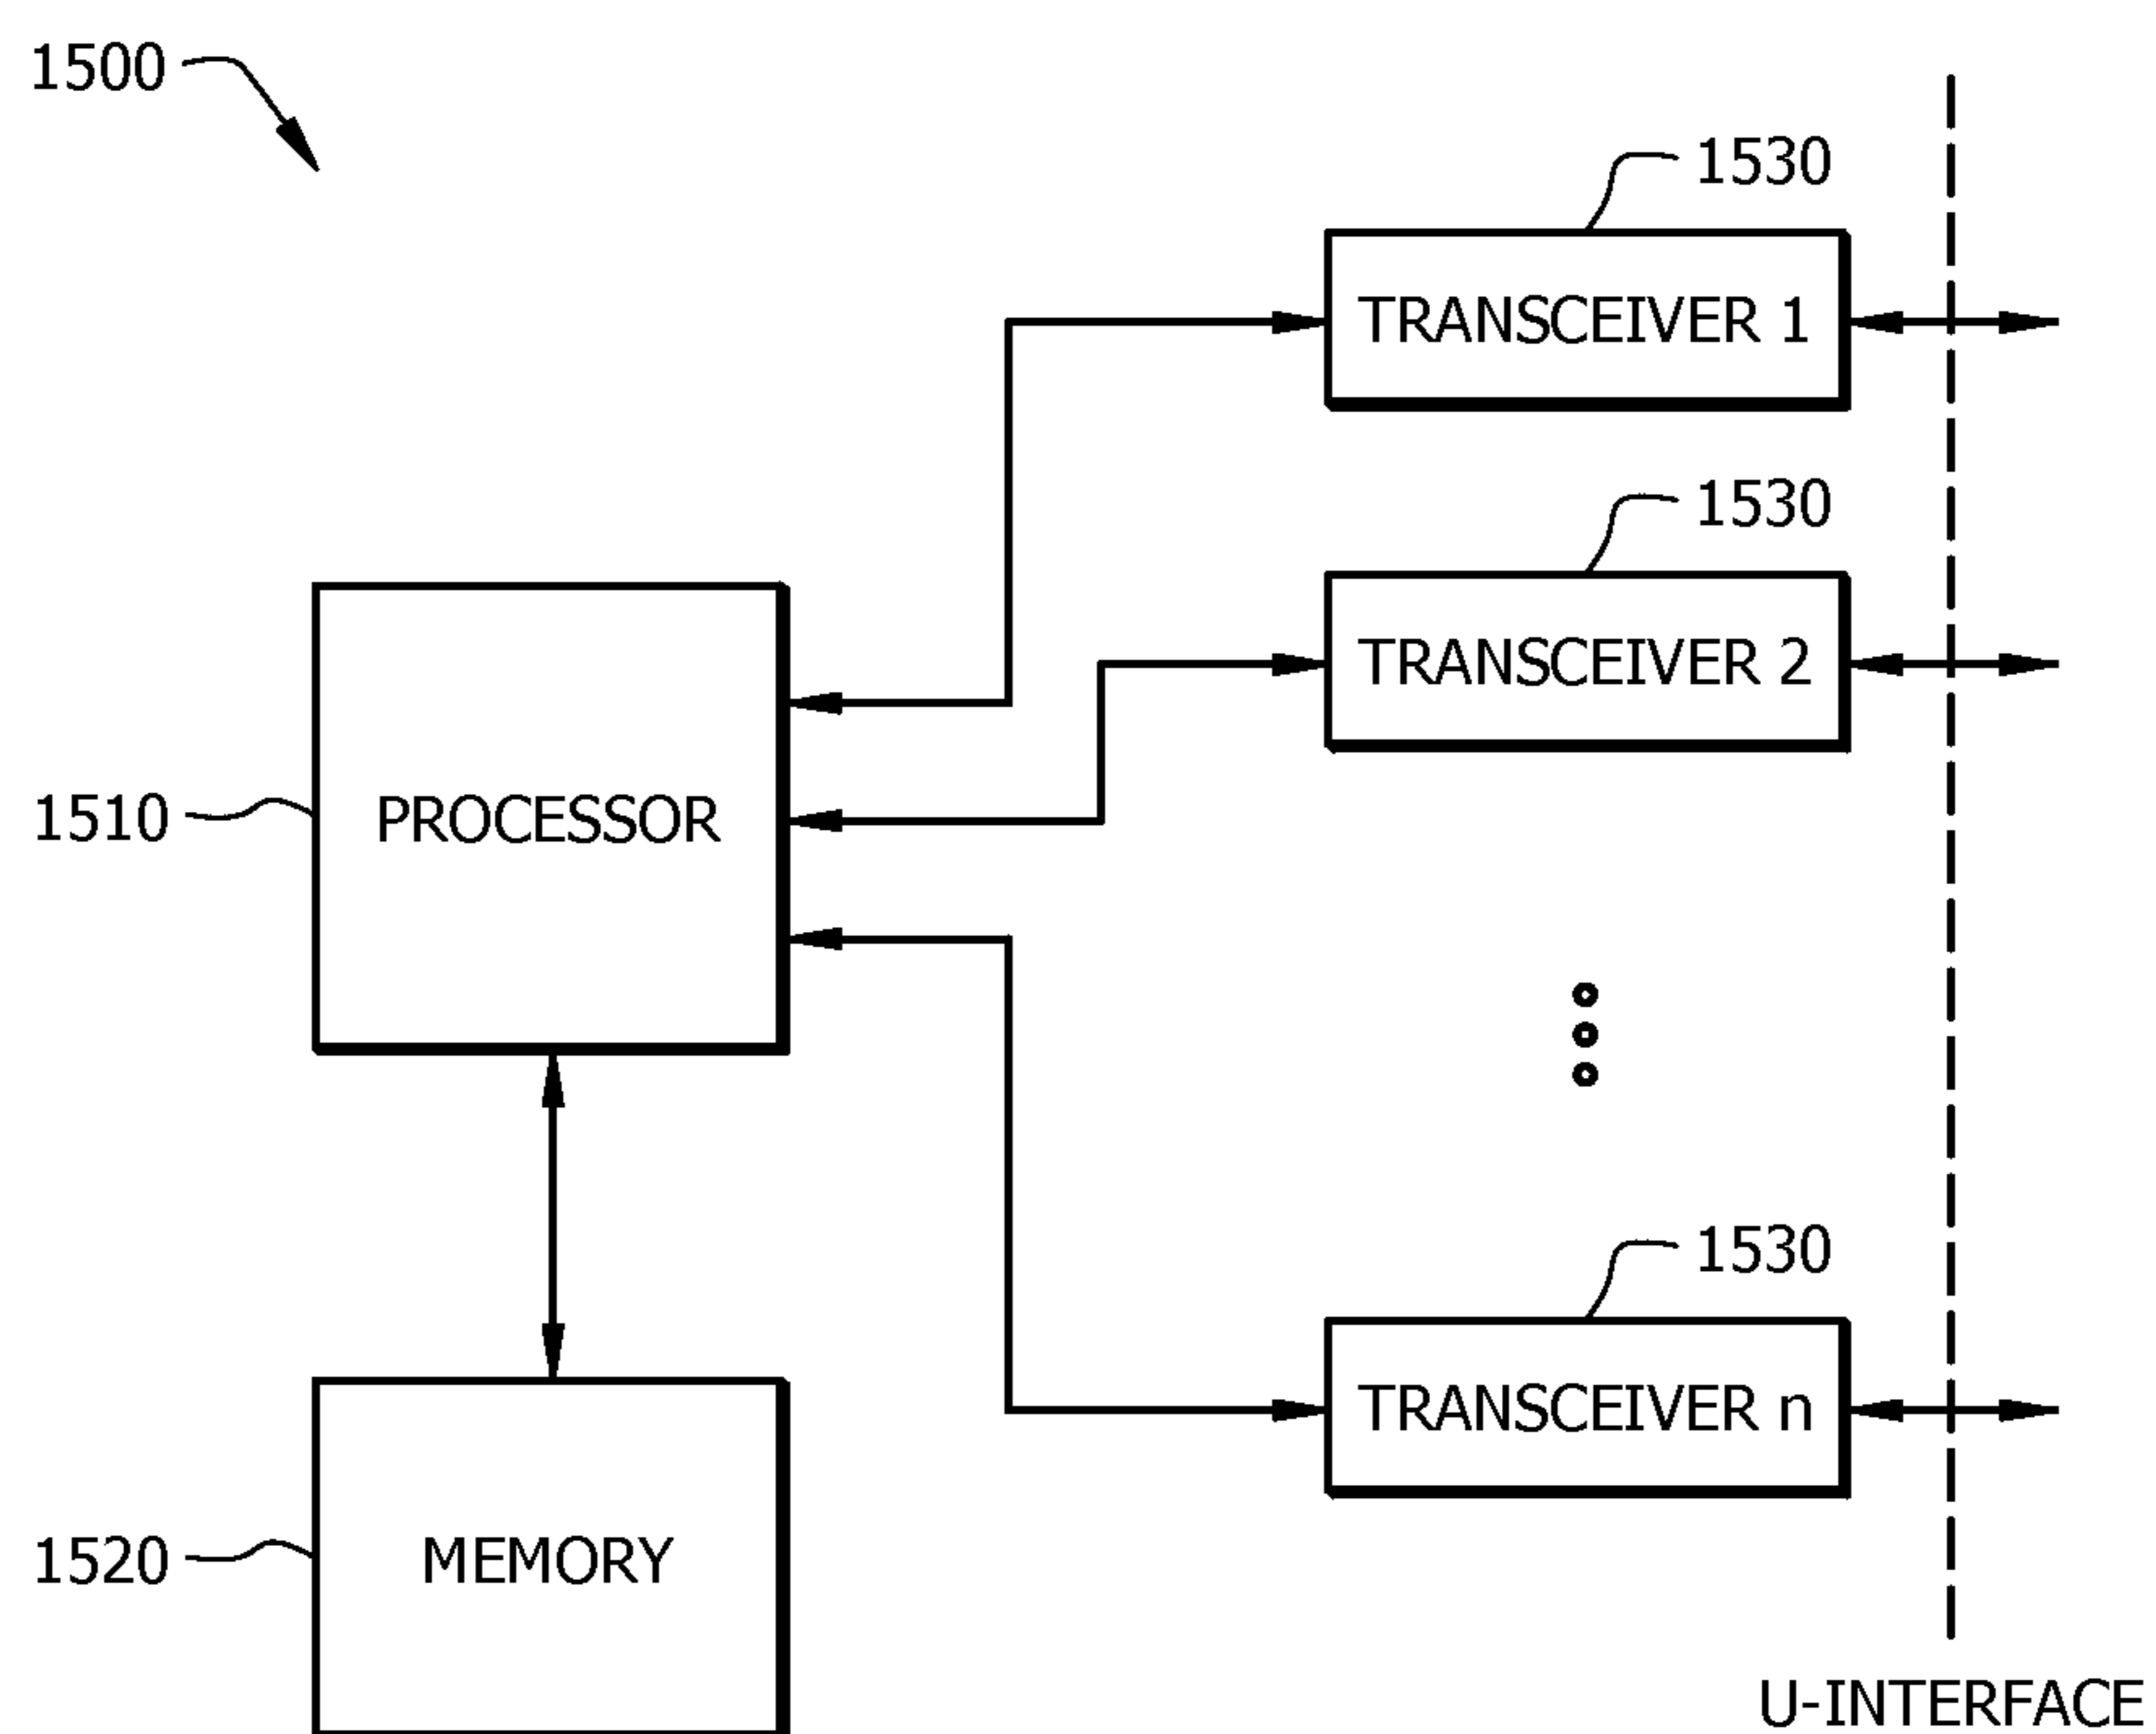 1500
1530
TRANSCEIVER 1
1530
TRANSCEIVER 2
1510
PROCESSOR
1530
TRANSCEIVER n
1520
MEMORY
U-INTERFACE